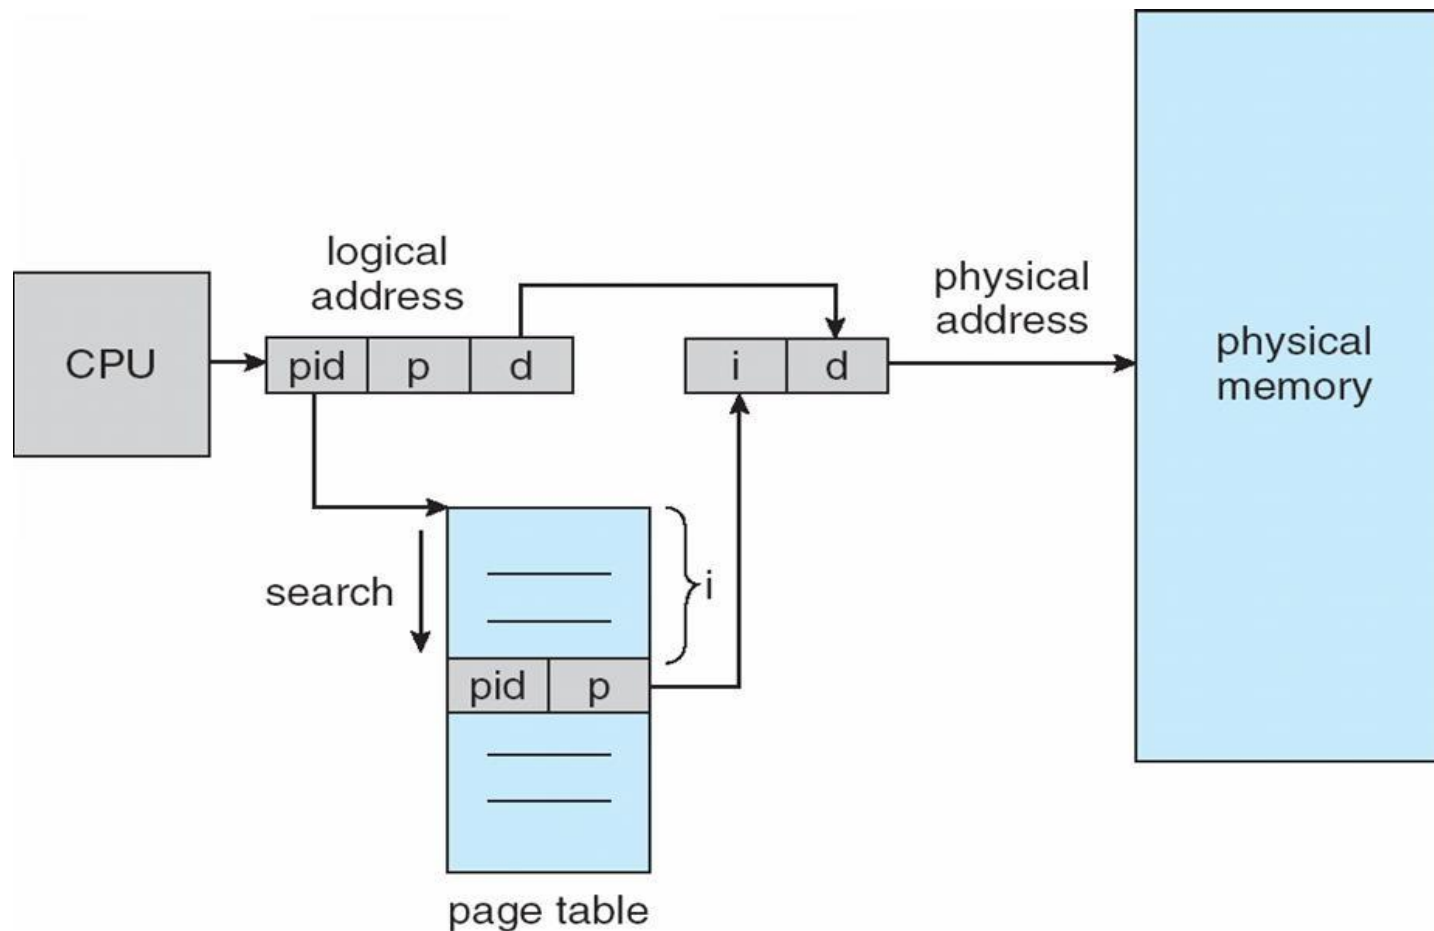 logical
address
physical
address
CPU
pid
p
d
i
d
physical
memory
search
i
pid
p
page table